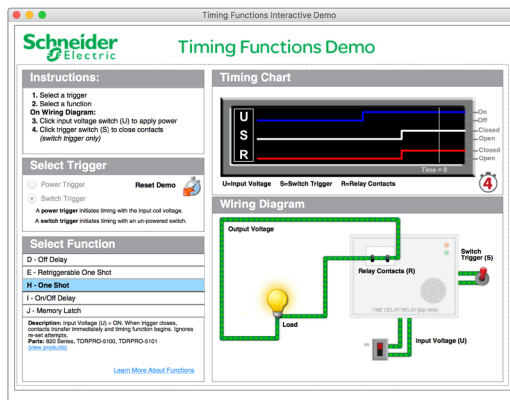 Timing Functions Interactive Demo
Schneider
Electric
Timing Functions Demo
Instructions:
1. Select a trigger
2. Select a function
On Wiring Diagram:
3. Click input voltage switch (U) to apply power
4. Click trigger switch (S) to close contacts
(switch trigger only)
Select Trigger
Power Trigger
Reset Demo
Switch Trigger
A power trigger initiates timing with the input coil voltage.
A switch trigger initiates timing with an un-powered switch.
Select Function
D - Off Delay
E - Retriggerable One Shot
H - One Shot
I - On/Off Delay
J - Memory Latch
Description: Input Voltage (U) = ON. When trigger closes,
contacts transfer immediately and timing function begins. Ignores
re-set attempts.
Parts: 820 Series, TDRPRO-5100, TDRPRO-5101
(view products)
Learn More About Functions
Timing Chart
U
S
R
On
Off
Closed
Open
Closed
Open
Time = 0
U=Input Voltage S=Switch Trigger R=Relay Contacts
4
Wiring Diagram
Output Voltage
Relay Contacts (R)
Switch
Trigger (S)
Load
TIME DELAY RELAY (top view)
Input Voltage (U)